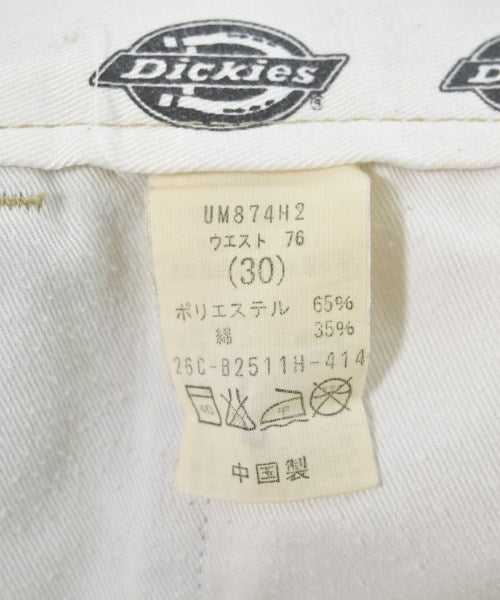 Dickies
®
UM874H2
ウエスト 76
(30)
ポリエステル 65%
綿 35%
26C-B2511H-414
中
中国製